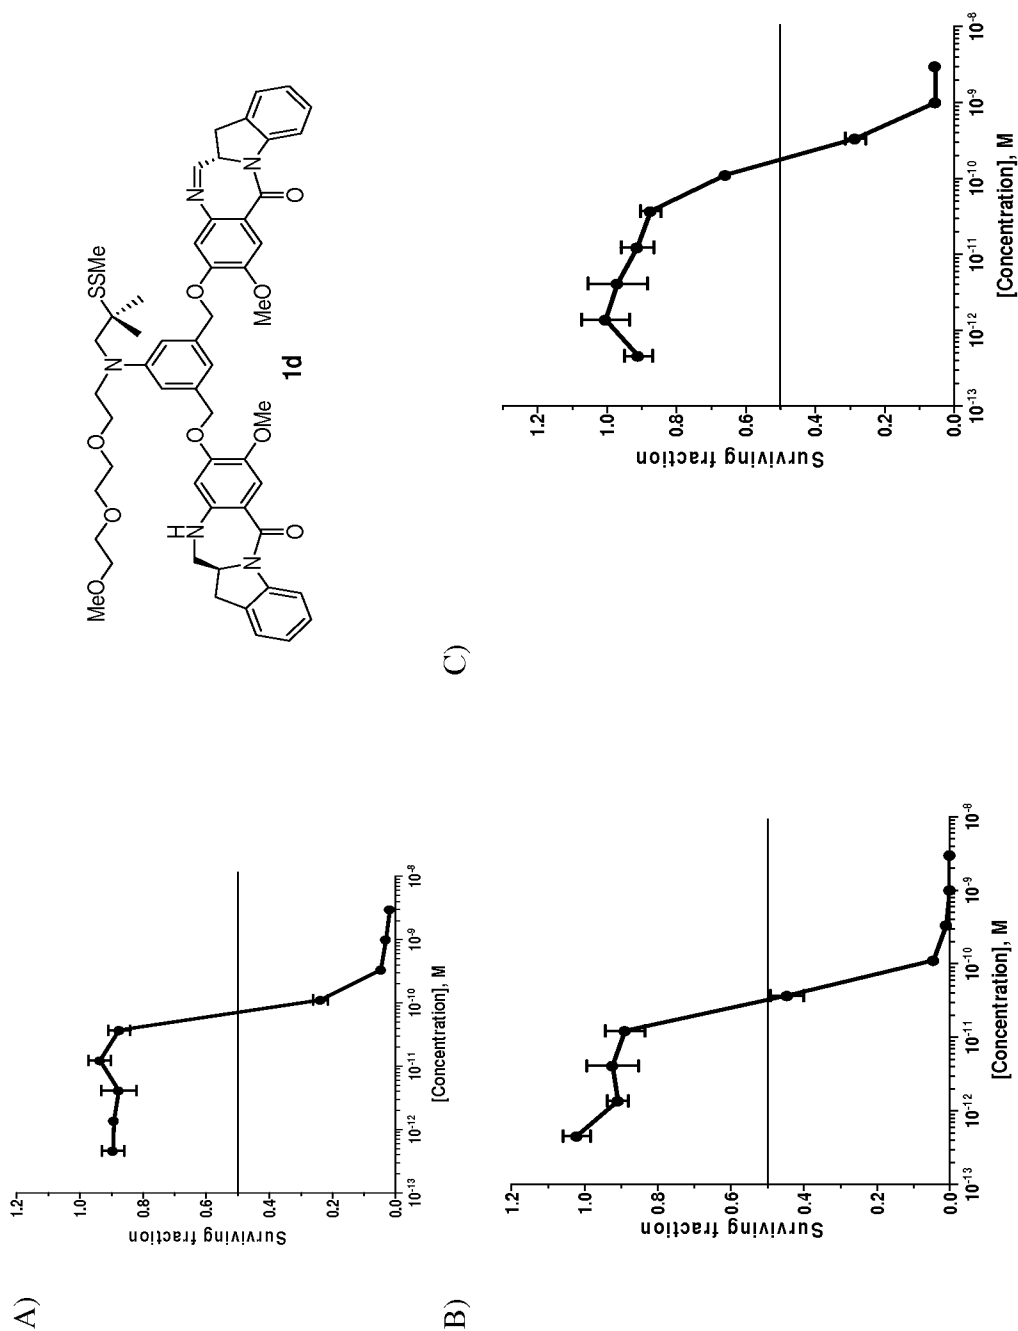 A)
1.2
1.0
0.8
0.6
0.4
0.2
0.0
Surviving fraction
10-13
10-12
10-11
10-10
10-9
10-8
[Concentration], M
MeO
O
O
N
SSMe
H
N
N
O
O
OMe
O
MeO
N
N
O
1d
B)
1.2
1.0
0.8
0.6
0.4
0.2
0.0
Surviving fraction
10-13
10-12
10-11
10-10
10-9
10-8
[Concentration], M
C)
1.0
0.8
0.6
0.4
0.2
0.0
Surviving fraction
10-13
10-12
10-11
10-10
10-9
10-8
[Concentration], M